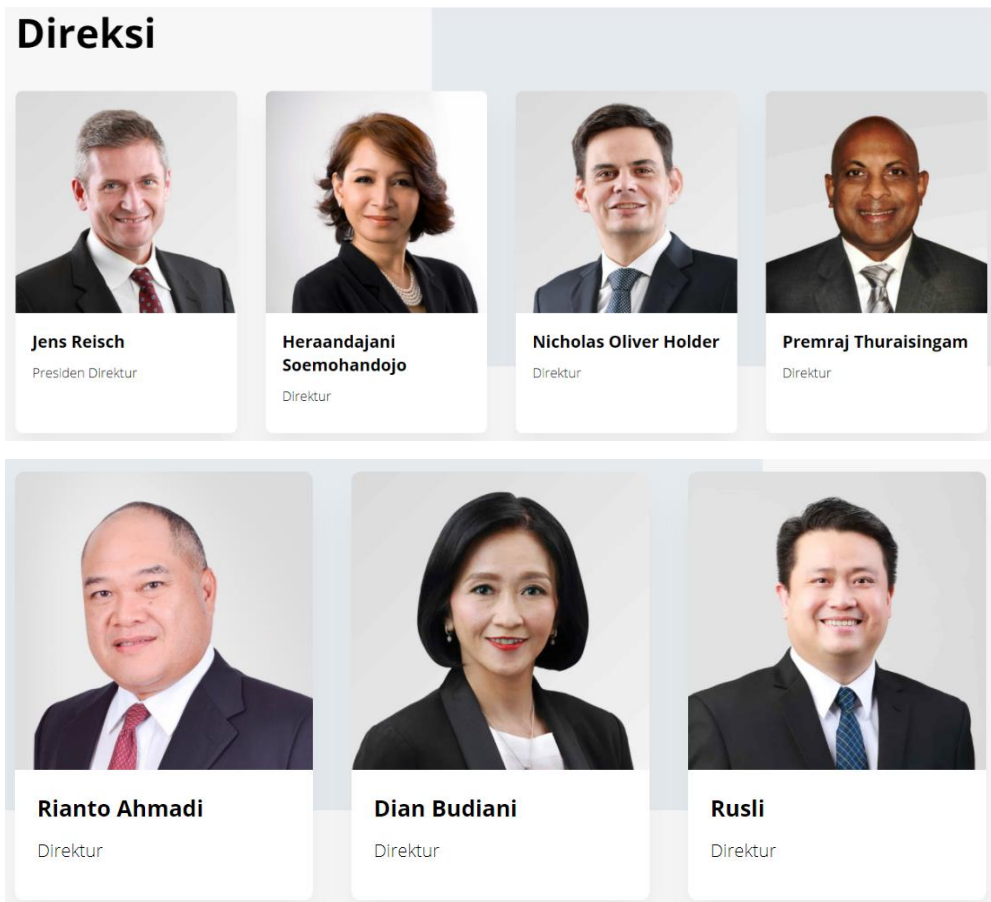 Direksi
Jens Reisch
Presiden Direktur
Heraandajani
Soemohandojo
Direktur
Nicholas Oliver Holder
Direktur
Premraj Thuraisingam
Direktur
Rianto Ahmadi
Direktur
Dian Budiani
Direktur
Rusli
Direktur